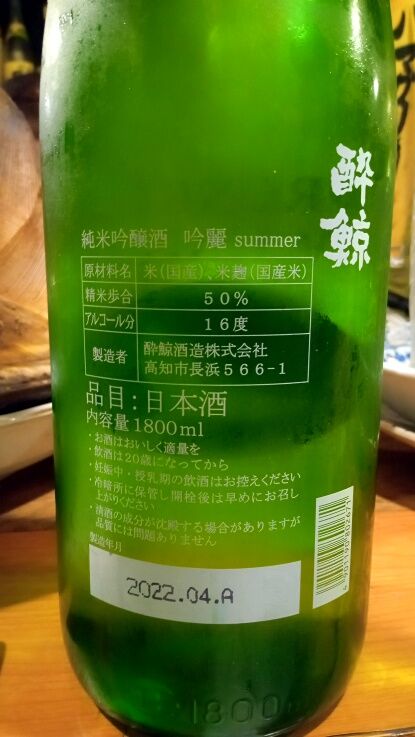 酔鯨
純米吟醸酒 吟麗 summer
原材料名 米(国産)、米麹(国産米)
精米歩合 50%
アルコール分 16度
製造者 酔鯨酒造株式会社
高知市長浜566-1
品目:日本酒
内容量1800ml
・お酒はおいしく適量を
・飲酒は20歳になってから
・妊娠中・授乳期の飲酒はお控えください
・冷暗所に保管し開栓後は早めにお召し
上がりください
・清酒の成分が沈殿する場合がありますが
品質には問題ありません
製造年月
2022.04.A
1800